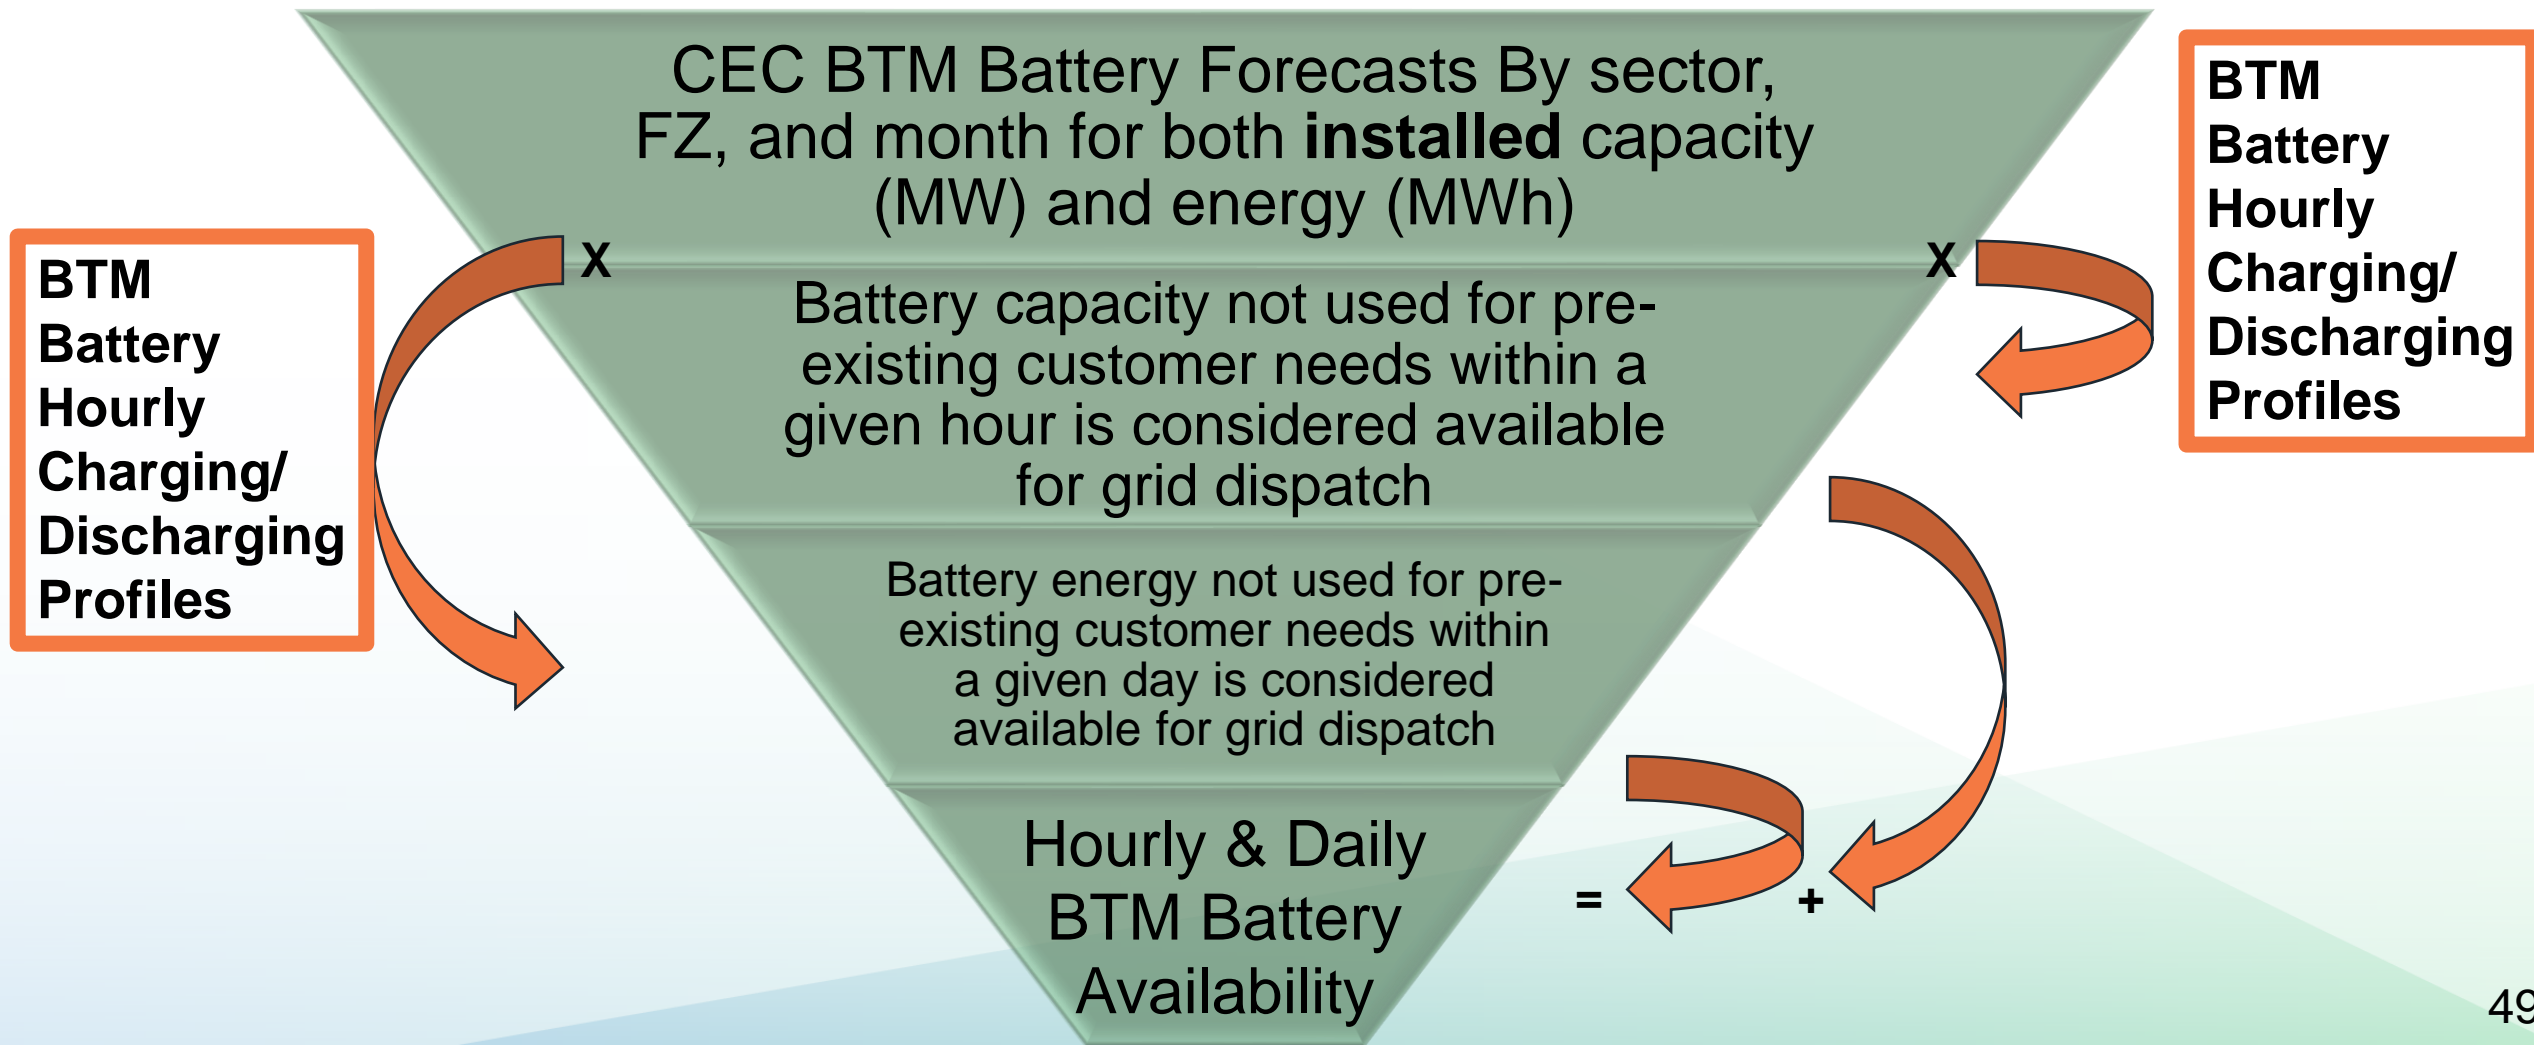 CEC BTM Battery Forecasts By sector,
FZ, and month for both installed capacity
(MW) and energy (MWh)
BTM
Battery
Hourly
Charging/
Discharging
Profiles
X
X
BTM
Battery
Hourly
Charging/
Discharging
Profiles
Battery capacity not used for pre-
existing customer needs within a
given hour is considered available
for grid dispatch
Battery energy not used for pre-
existing customer needs within
a given day is considered
available for grid dispatch
Hourly & Daily
BTM Battery
Availability
=
+
49